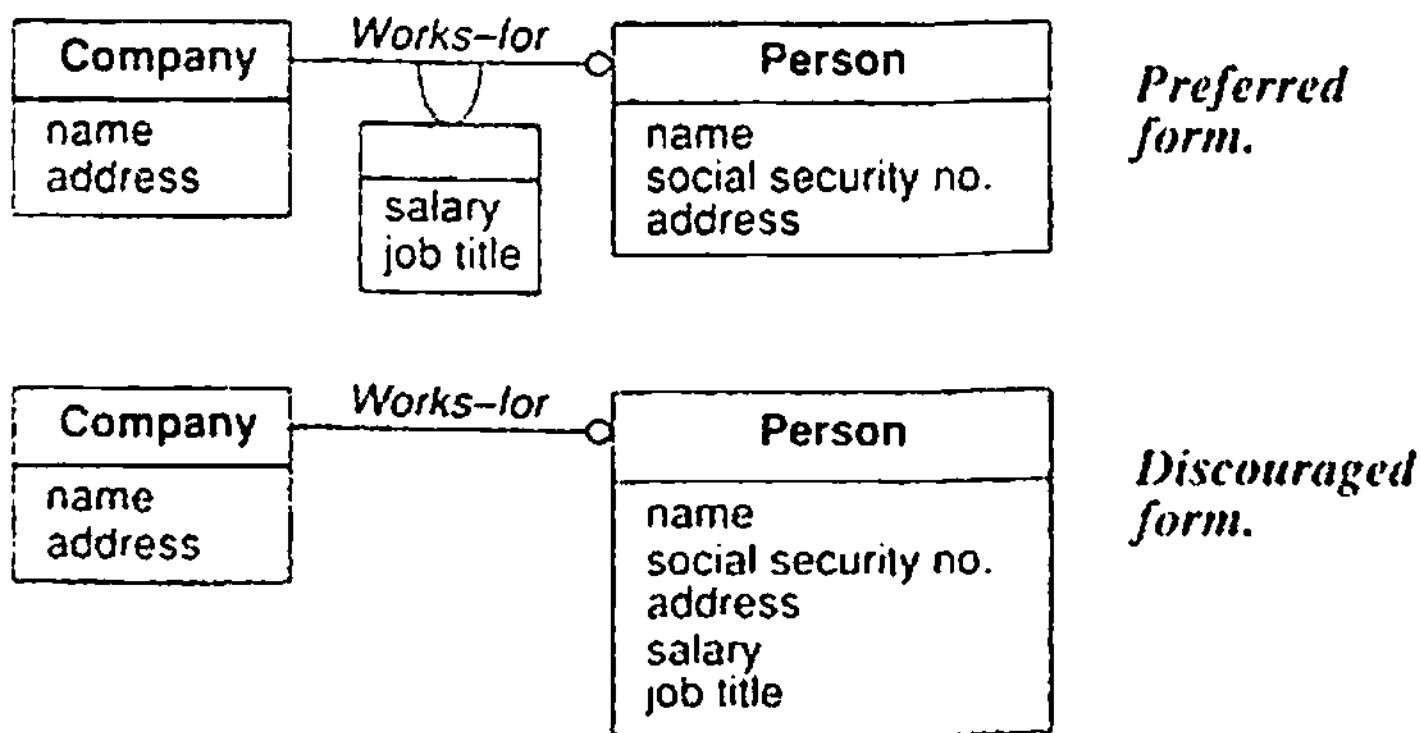 Works–for
Company
Person
name
address
salary
job title
name
social security no.
address
Preferred
form.
Works–for
Company
Person
name
address
name
social security no.
address
salary
job title
Discouraged
form.